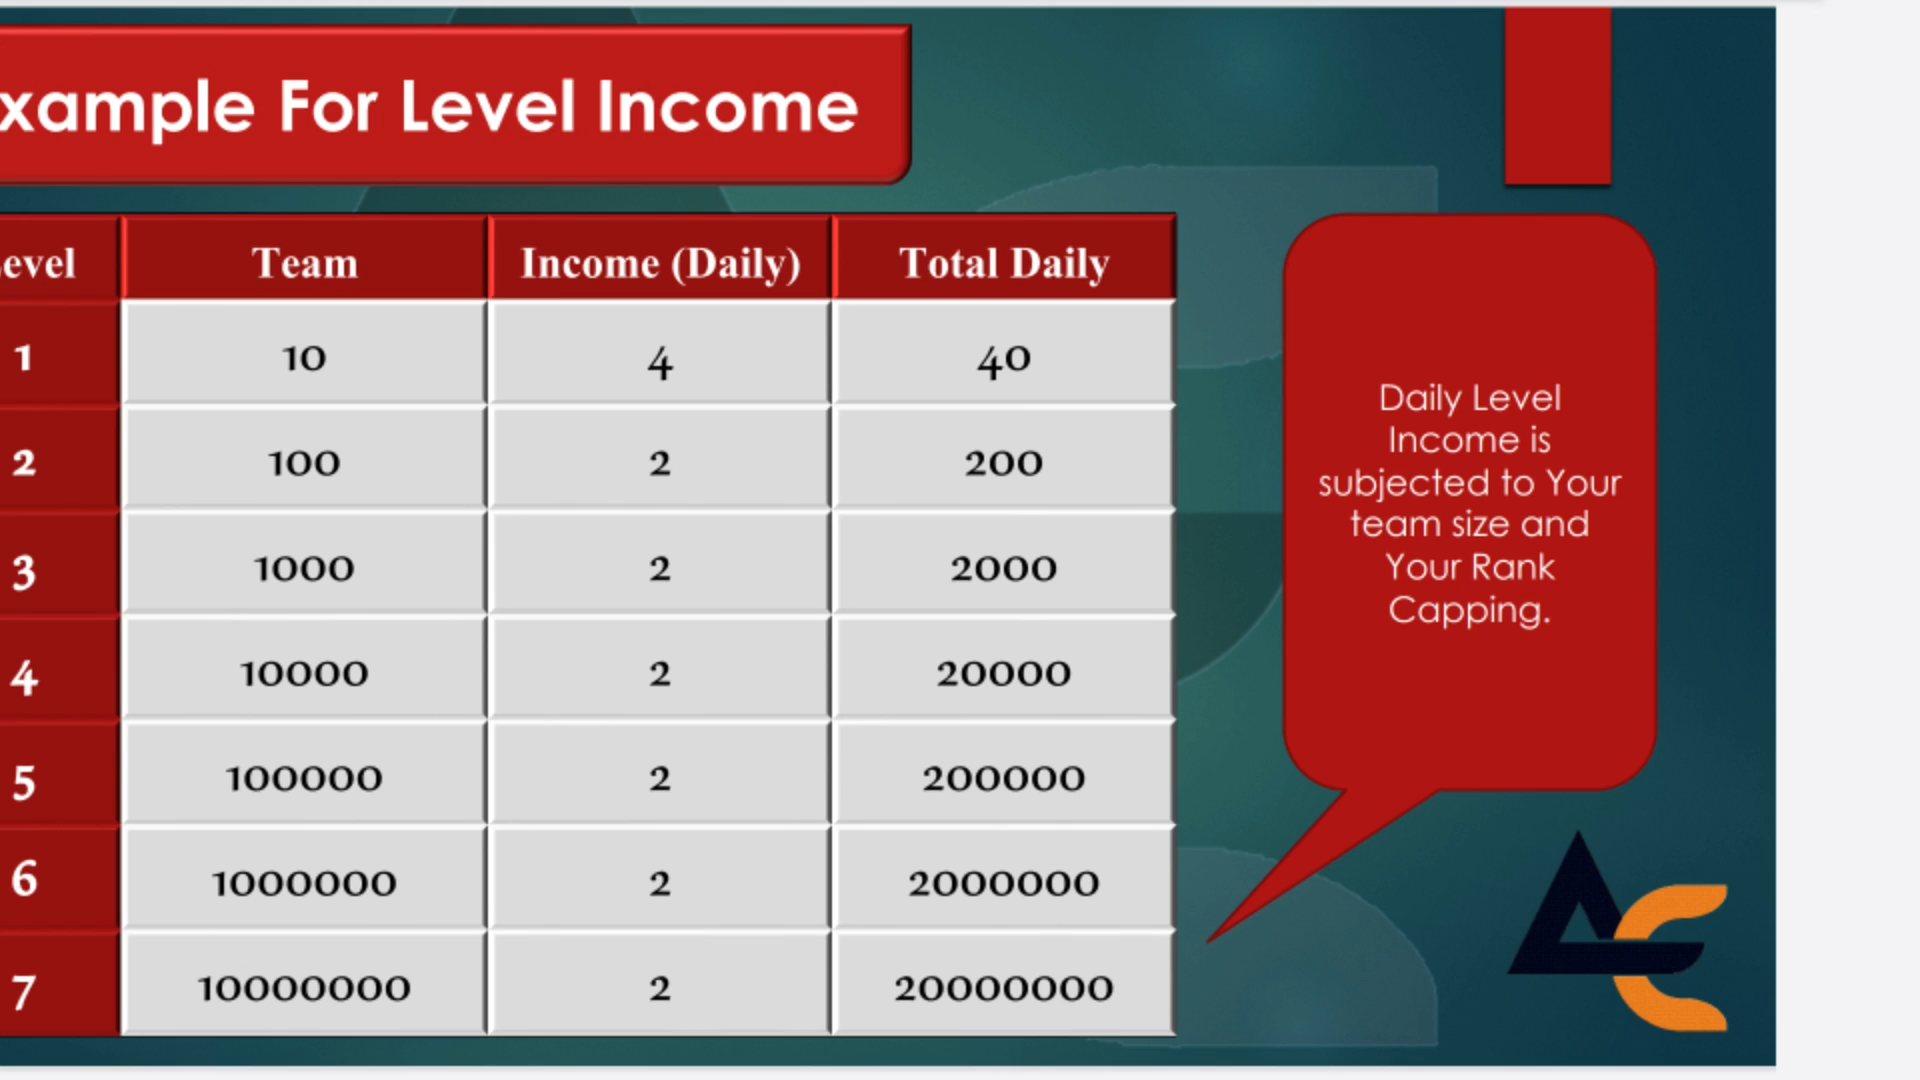 xample For Level Income
evel Team Income (Daily) Total Daily
1 10 4 40
2 100 2 200
3 1000 2 2000
4 10000 2 20000
5 100000 2 200000
6 1000000 2 2000000
7 10000000 2 20000000
Daily Level
Income is
subjected to Your
team size and
Your Rank
Capping.